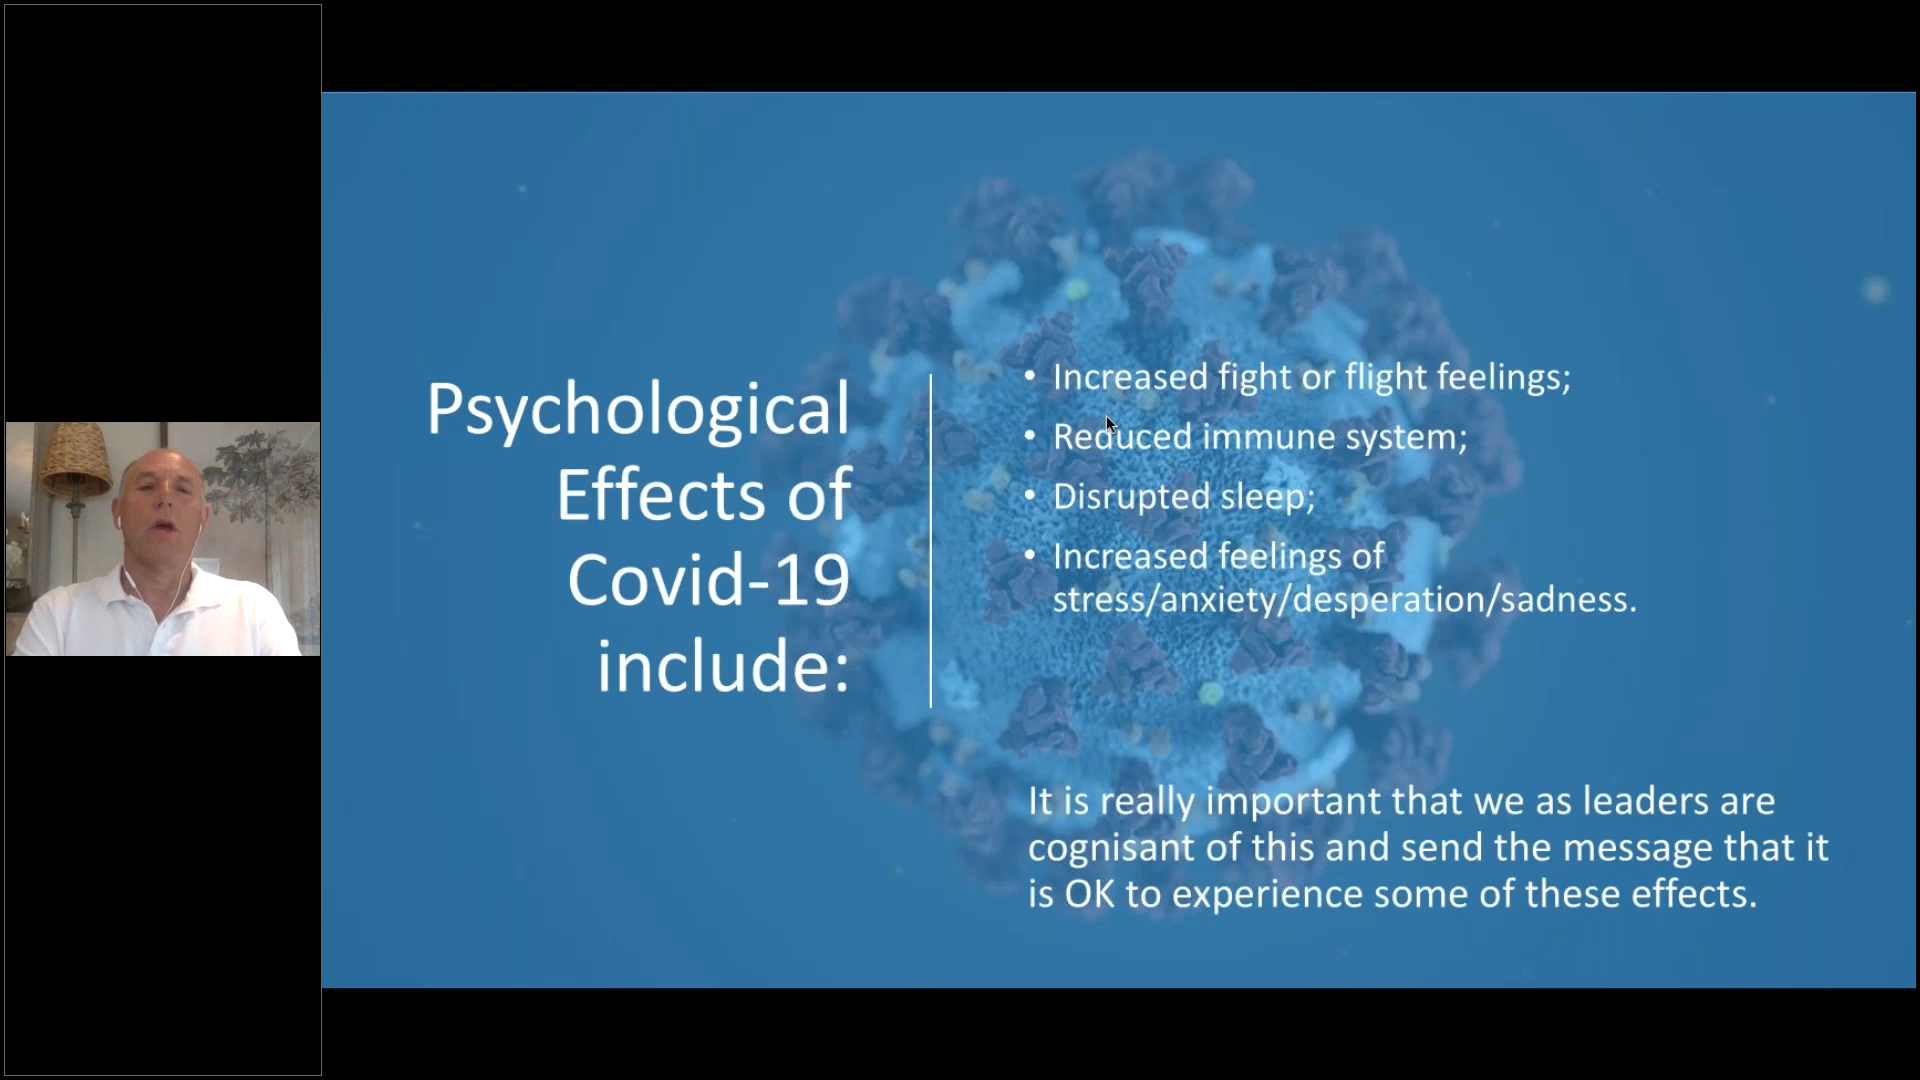 Psychological
Effects of
Covid-19
include:
• Increased fight or flight feelings;
• Reduced immune system;
• Disrupted sleep;
• Increased feelings of
stress/anxiety/desperation/sadness.
It is really important that we as leaders are
cognisant of this and send the message that it
is OK to experience some of these effects.